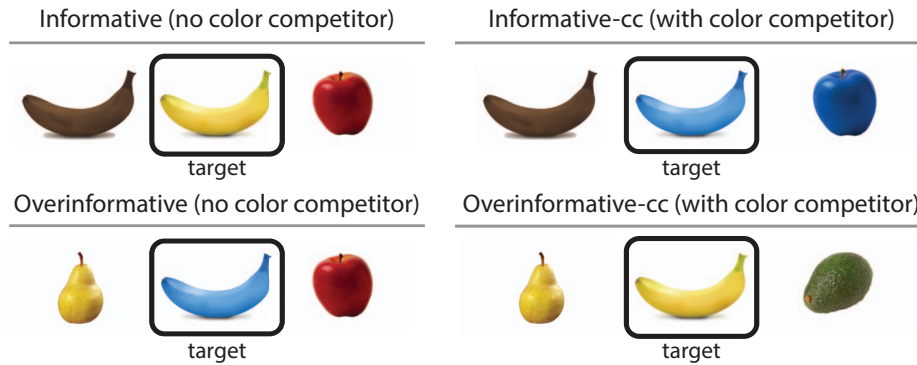 Informative (no color competitor)
Informative-cc (with color competitor)
target
target
Overinformative (no color competitor)
Overinformative-cc (with color competitor)
target
target